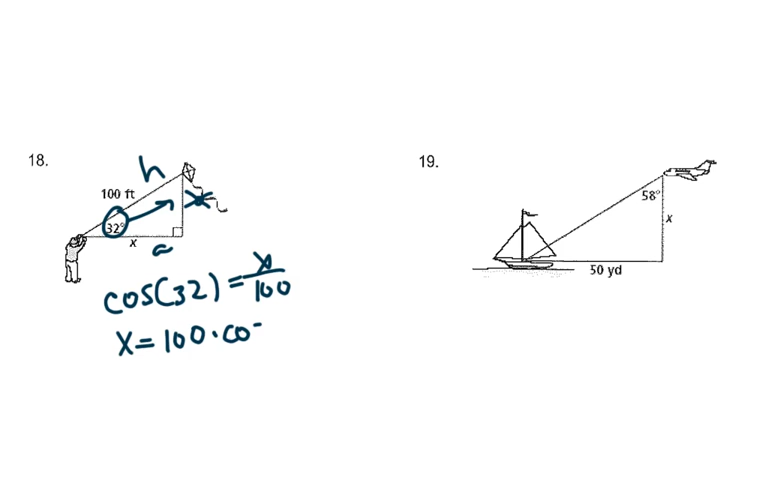 18.
h
100 ft
32°
x
a
cos(32) = x/100
x = 100 · co
19.
58°
x
50 yd